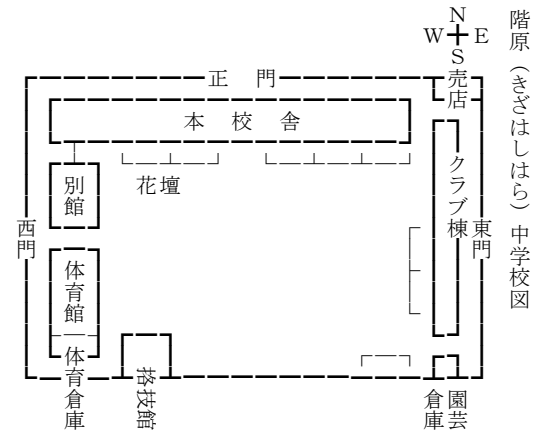 階原（きざはしはら）中学校図
N
W E
S
正門
売店
本校舎
別館
花壇
クラブ棟
西門
東門
体育館
体育倉庫
挌技館
園芸
倉庫